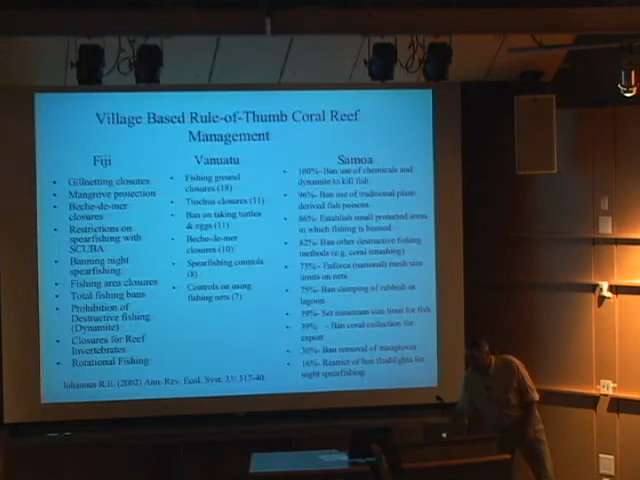 Village Based Rule-of-Thumb Coral Reef
Management
Fiji
• Gillnetting closures
• Mangrove protection
• Beche-de-mer
closures
• Restrictions on
spearfishing with
SCUBA
• Banning night
spearfishing
• Fishing area closures
• Total fishing bans
• Prohibition of
Destructive fishing
(Dynamite)
• Closures for Reef
Invertebrates
• Rotational Fishing
Vanuatu
• Fishing ground
closures (18)
• Trochus closures (11)
• Ban on taking turtles
& eggs (11)
• Beche-de-mer
closures (10)
• Spearfishing controls
(8)
• Controls on using
fishing nets (7)
Samoa
• 100%- Ban use of chemicals and
dynamite to kill fish
• 96%- Ban use of traditional plant-
derived fish poisons
• 86%- Establish small protected areas
in which fishing is banned
• 82%- Ban other destructive fishing
methods (e.g. coral smashing)
• 75%- Enforce (national) mesh size
limits on nets
• 75%- Ban dumping of rubbish in
lagoon
• 39%- Set minimum size limit for fish
• 39% - Ban coral collection for
export
• 30%- Ban removal of mangroves
• 16%- Restrict or ban flashlights for
night spearfishing
Johannes R.E. (2002) Ann. Rev. Ecol. Syst. 33: 317-40.